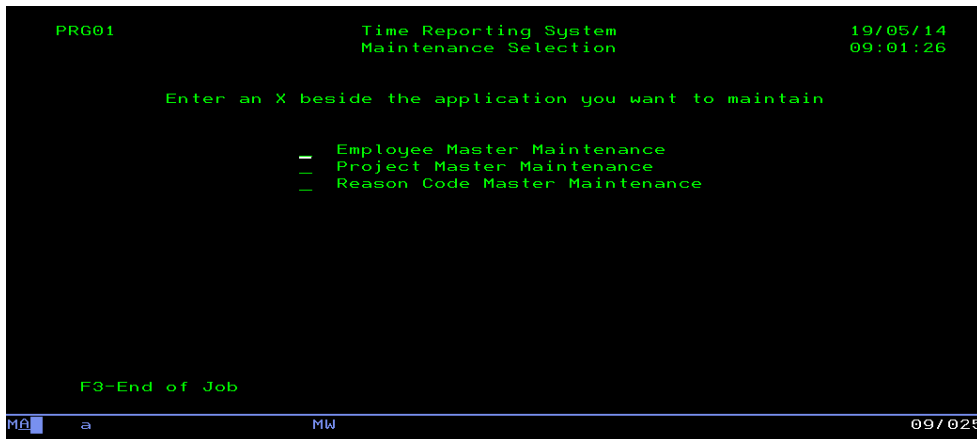 PRG01 Time Reporting System 19/05/14
Maintenance Selection 09:01:26
Enter an X beside the application you want to maintain
_ Employee Master Maintenance
_ Project Master Maintenance
_ Reason Code Master Maintenance
F3-End of Job
MA a MW 09/025